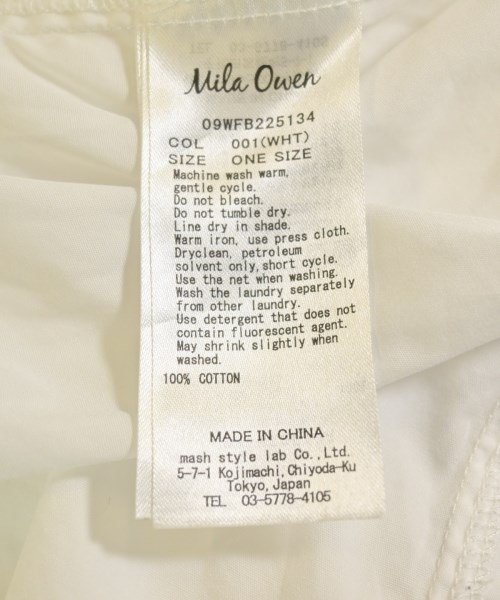 Mila Owen
09WFB225134
COL 001(WHT)
SIZE ONE SIZE
Machine wash warm,
gentle cycle.
Do not bleach.
Do not tumble dry.
Line dry in shade.
Warm iron, use press cloth.
Dryclean, petroleum
solvent only, short cycle.
Use the net when washing.
Wash the laundry separately
from other laundry.
Use detergent that does not
contain fluorescent agent.
May shrink slightly when
washed.
100% COTTON
MADE IN CHINA
mash style lab Co.,Ltd.
5-7-1 Kojimachi,Chiyoda-Ku
Tokyo,Japan
TEL 03-5778-4105